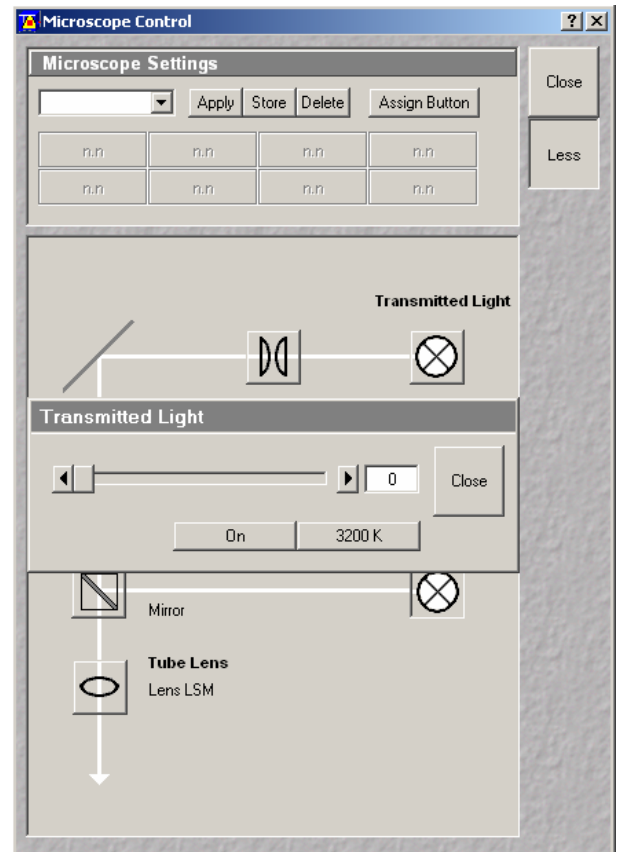 Microscope Control ? ×
Microscope Settings
Close
Apply Store Delete Assign Button
n.n n.n n.n n.n
Less
n.n n.n n.n n.n
Transmitted Light
Transmitted Light
0 Close
On 3200 K
Mirror
Tube Lens
Lens LSM